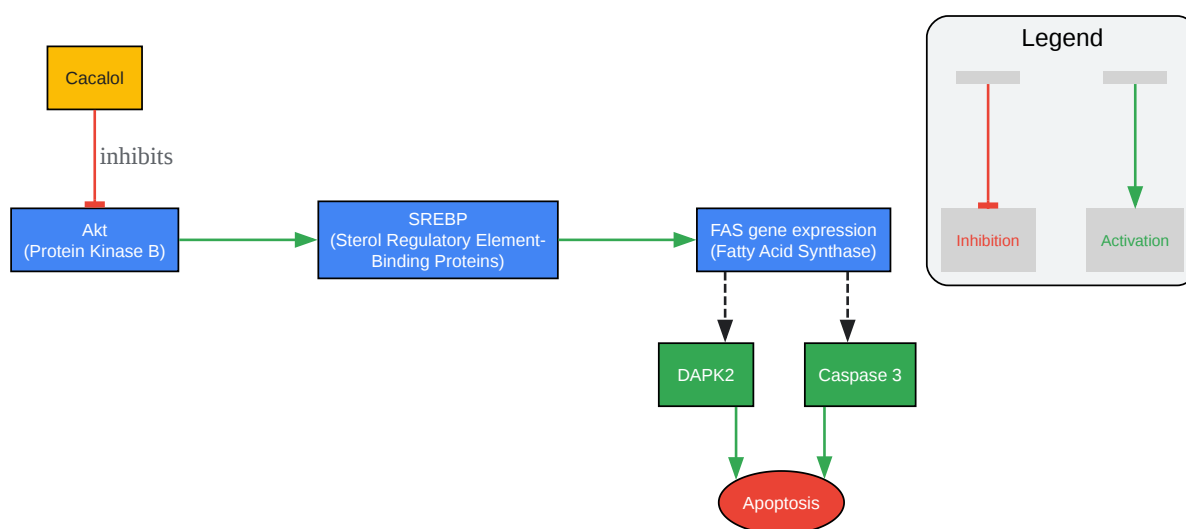 Legend
Cacalol
inhibits
Akt
(Protein Kinase B)
SREBP
(Sterol Regulatory Element-
Binding Proteins)
FAS gene expression
(Fatty Acid Synthase)
Inhibition
Activation
DAPK2
Caspase 3
Apoptosis